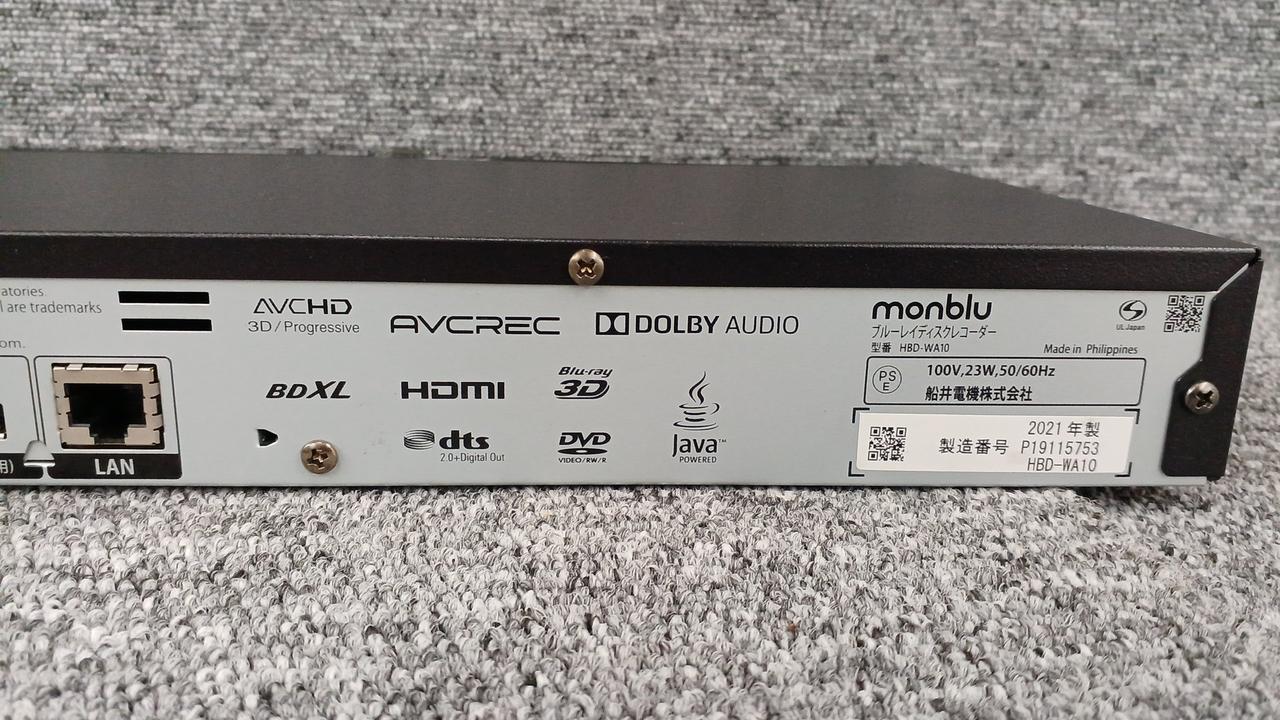 atories.
l are trademarks
om.
用)
LAN
AVCHD
3D/Progressive
AVCREC
DOLBY AUDIO
BDXL
HDMI
Blu-ray
3D
dts
2.0+Digital Out
DVD
VIDEO/RW/R
Java™
POWERED
monblu
ブルーレイディスクレコーダー
型番 HBD-WA10
Made in Philippines
UL Japan
PS
E
100V,23W,50/60Hz
船井電機株式会社
2021 年製
製造番号 P19115753
HBD-WA10